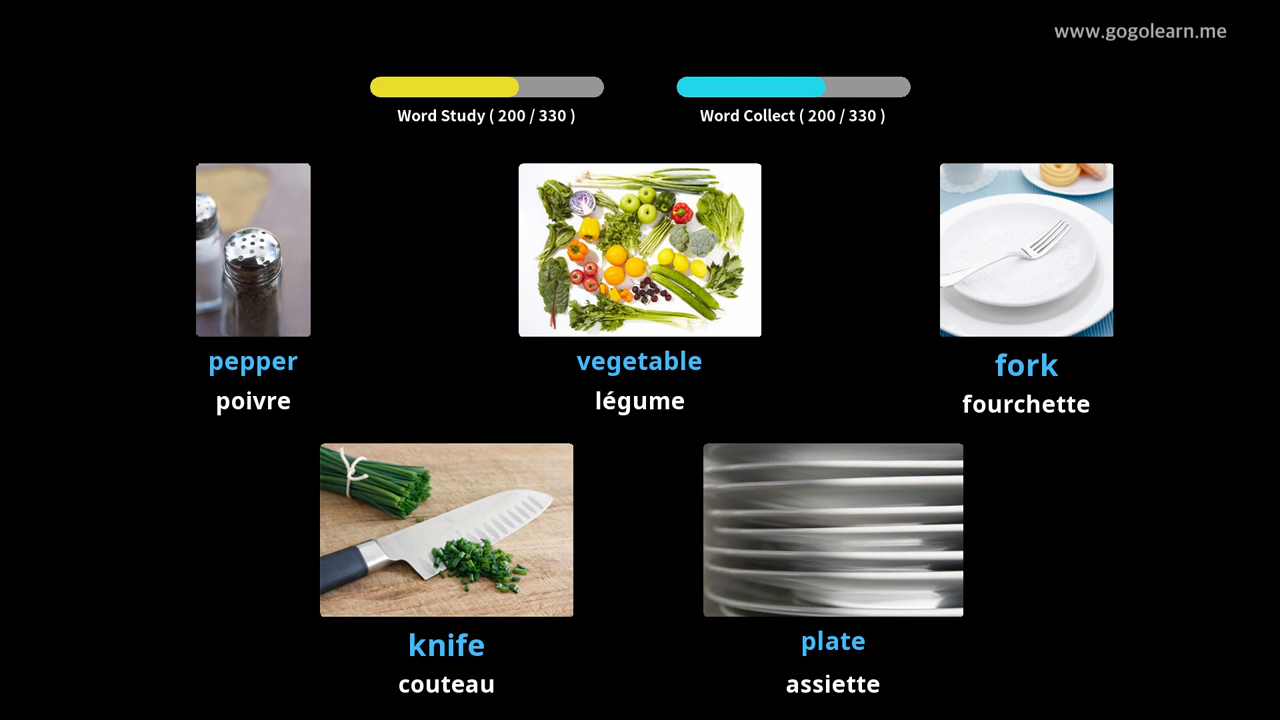 www.gogolearn.me
Word Study ( 200 / 330 )
Word Collect ( 200 / 330 )
pepper
poivre
vegetable
légume
fork
fourchette
knife
couteau
plate
assiette